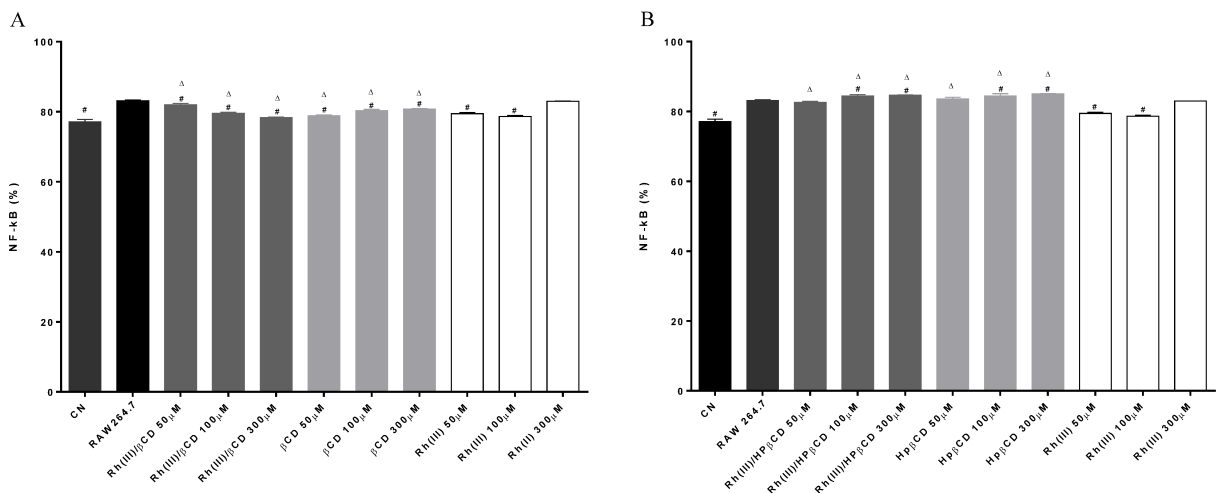 A
100
80
60
40
20
0
NF-kB (%)
#
Δ
#
Δ
#
Δ
#
Δ
Δ
#
Δ
#
#
#
CN
RAW264.7
Rh(III)/βCD 50μM
Rh(III)/βCD 100μM
Rh(III)/βCD 300μM
βCD 50μM
βCD 100μM
βCD 300μM
Rh(III) 50μM
Rh(III) 100μM
Rh(III) 300μM
B
100
80
60
40
20
0
NF-kB (%)
#
Δ
Δ
#
Δ
#
Δ
Δ
#
Δ
#
#
#
CN
RAW 264.7
Rh(III)/HPβCD 50μM
Rh(III)/HPβCD 100μM
Rh(III)/HPβCD 300μM
HpβCD 50μM
HpβCD 100μM
HpβCD 300μM
Rh(III) 50μM
Rh(III) 100μM
Rh(III) 300μM